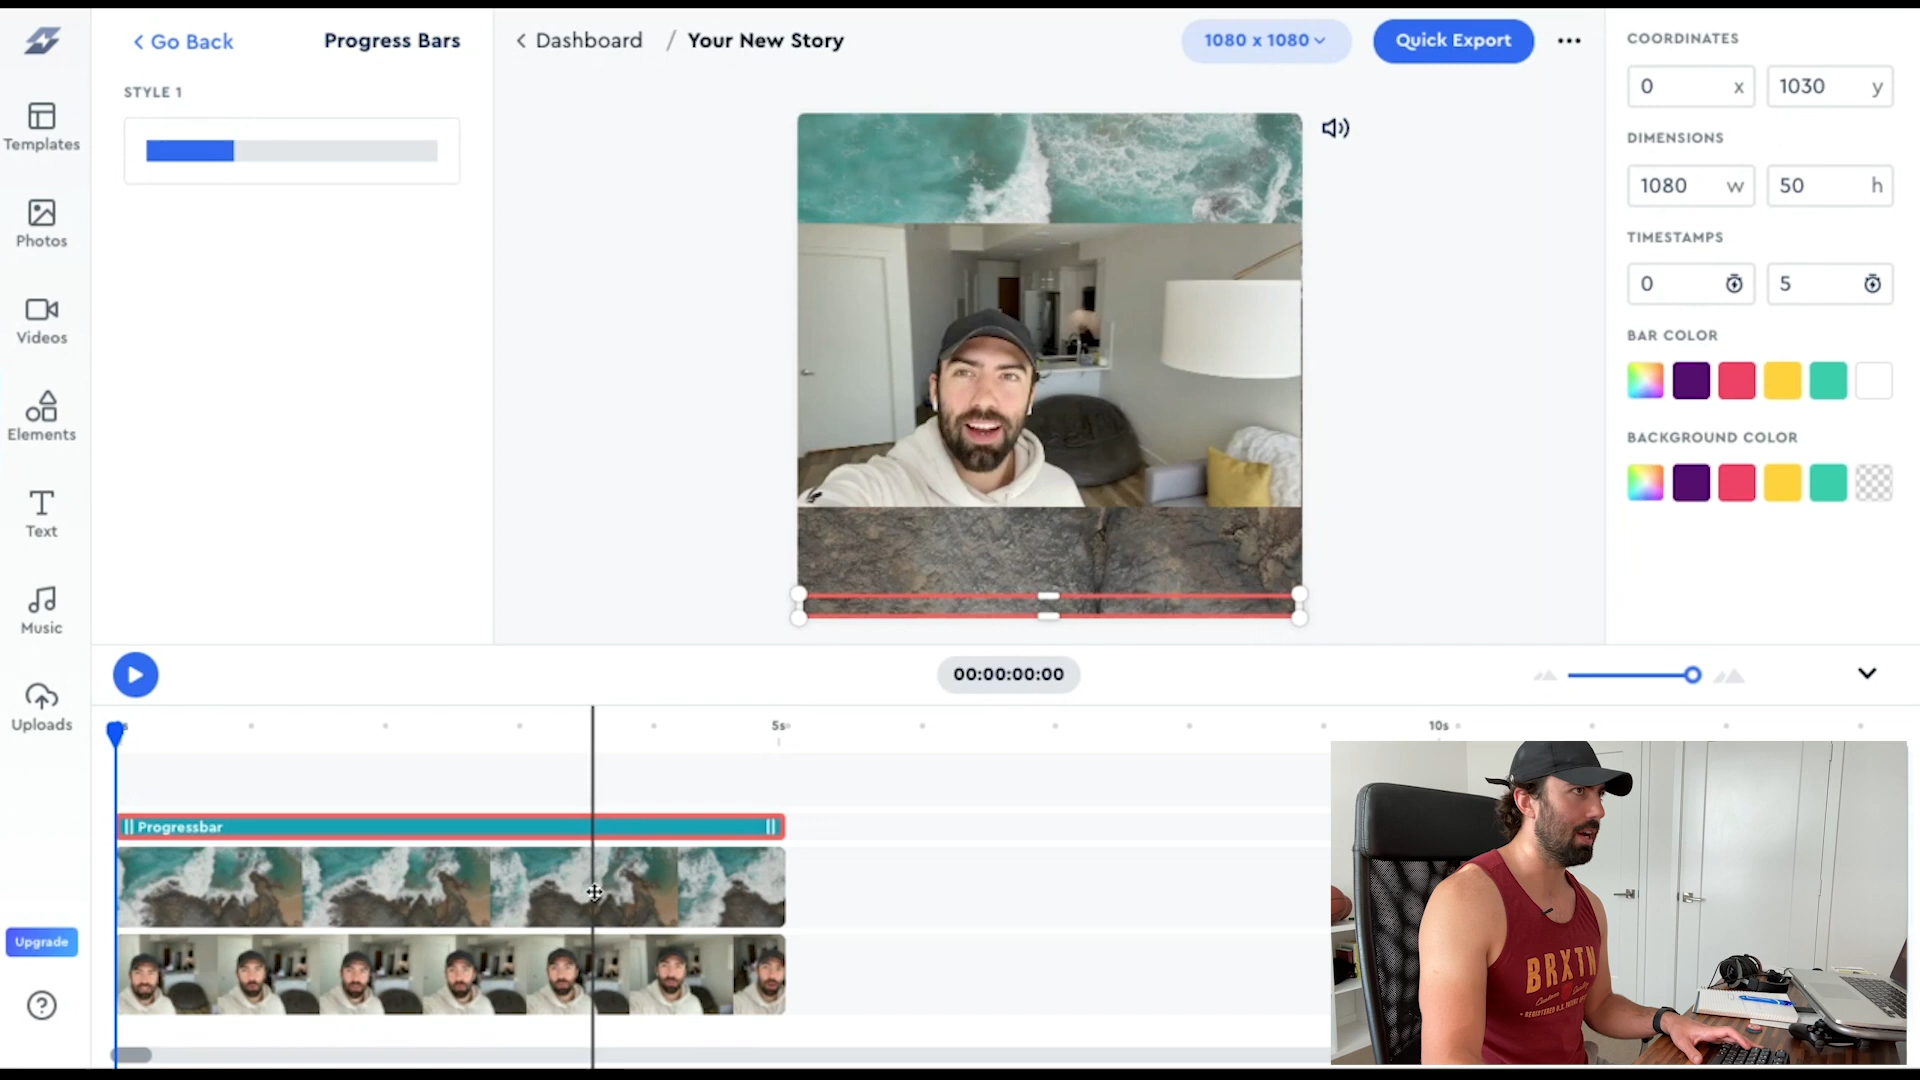 Go Back
Progress Bars
Dashboard / Your New Story
1080 x 1080
Quick Export
COORDINATES
0 x
1030 y
STYLE 1
Templates
DIMENSIONS
1080 w
50 h
Photos
TIMESTAMPS
0
5
Videos
BAR COLOR
Elements
BACKGROUND COLOR
Text
Music
Uploads
00:00:00:00
5s
10s
Progressbar
Upgrade
BRXTN